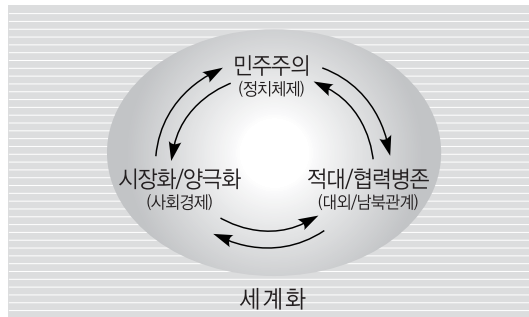 민주주의
(정치체제)
시장화/양극화
(사회경제)
적대/협력병존
(대외/남북관계)
세계화